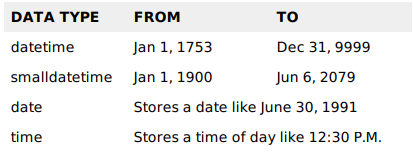 DATA TYPE FROM TO
datetime Jan 1, 1753 Dec 31, 9999
smalldatetime Jan 1, 1900 Jun 6, 2079
date Stores a date like June 30, 1991
time Stores a time of day like 12:30 P.M.